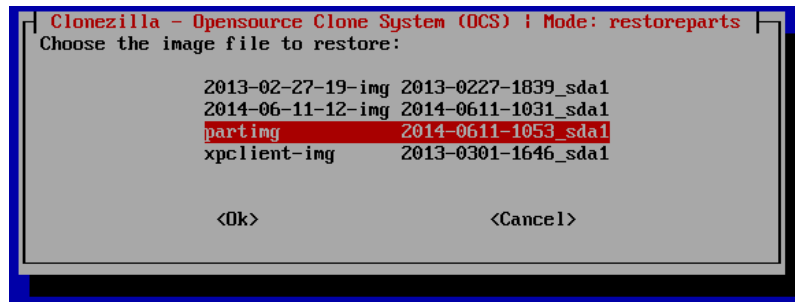 Clonezilla - Opensource Clone System (OCS) | Mode: restoreparts
Choose the image file to restore:
2013-02-27-19-img 2013-0227-1839_sda1
2014-06-11-12-img 2014-0611-1031_sda1
partimg 2014-0611-1053_sda1
xpclient-img 2013-0301-1646_sda1
<Ok> <Cancel>